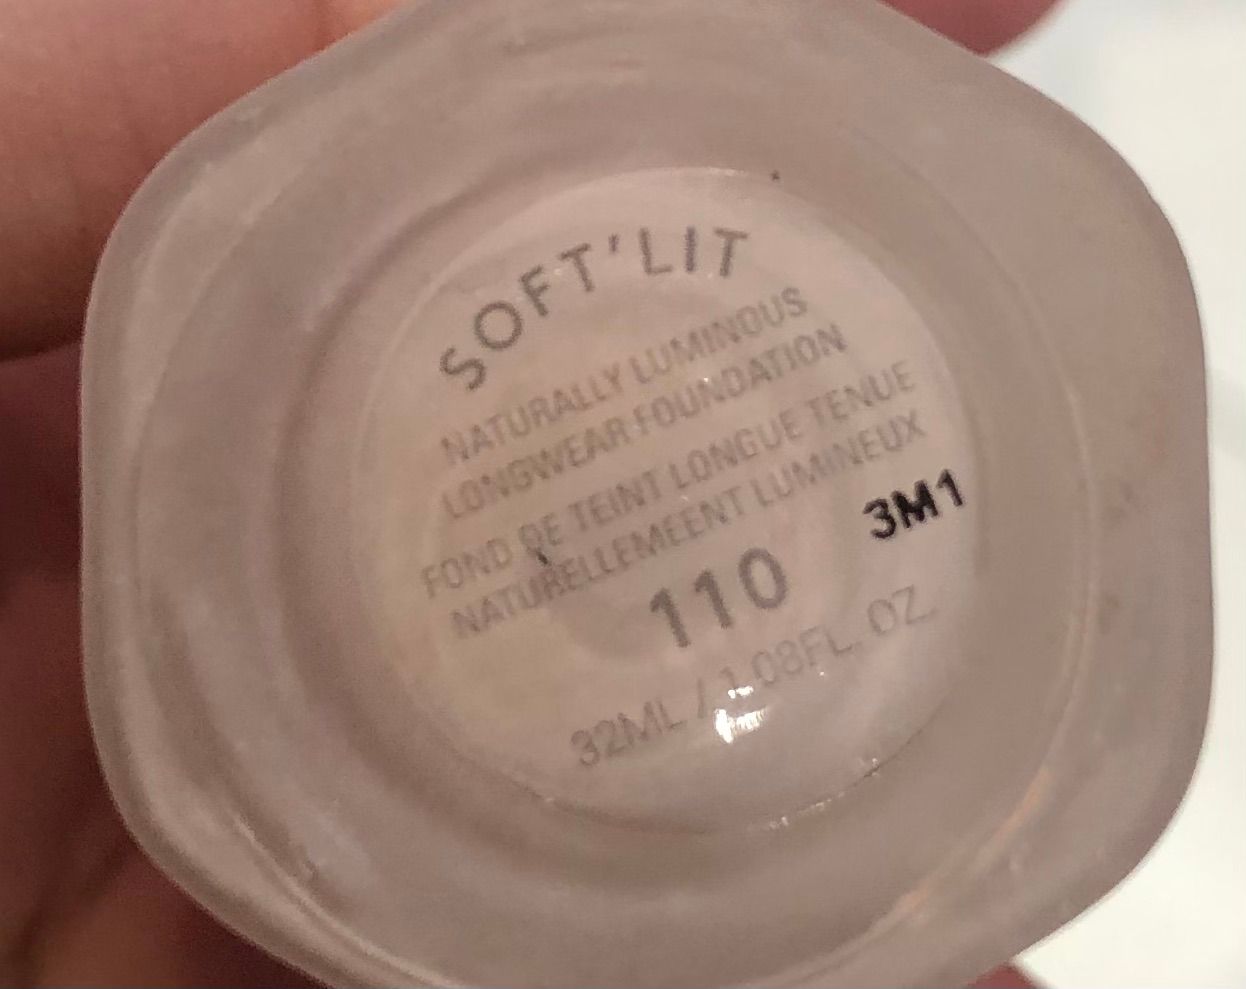 SOFT'LIT
NATURALLY LUMINOUS
LONGWEAR FOUNDATION
FOND DE TEINT LONGUE TENUE
NATURELLEMEENT LUMINEUX
110
3M1
32ML / 1.08FL. OZ.